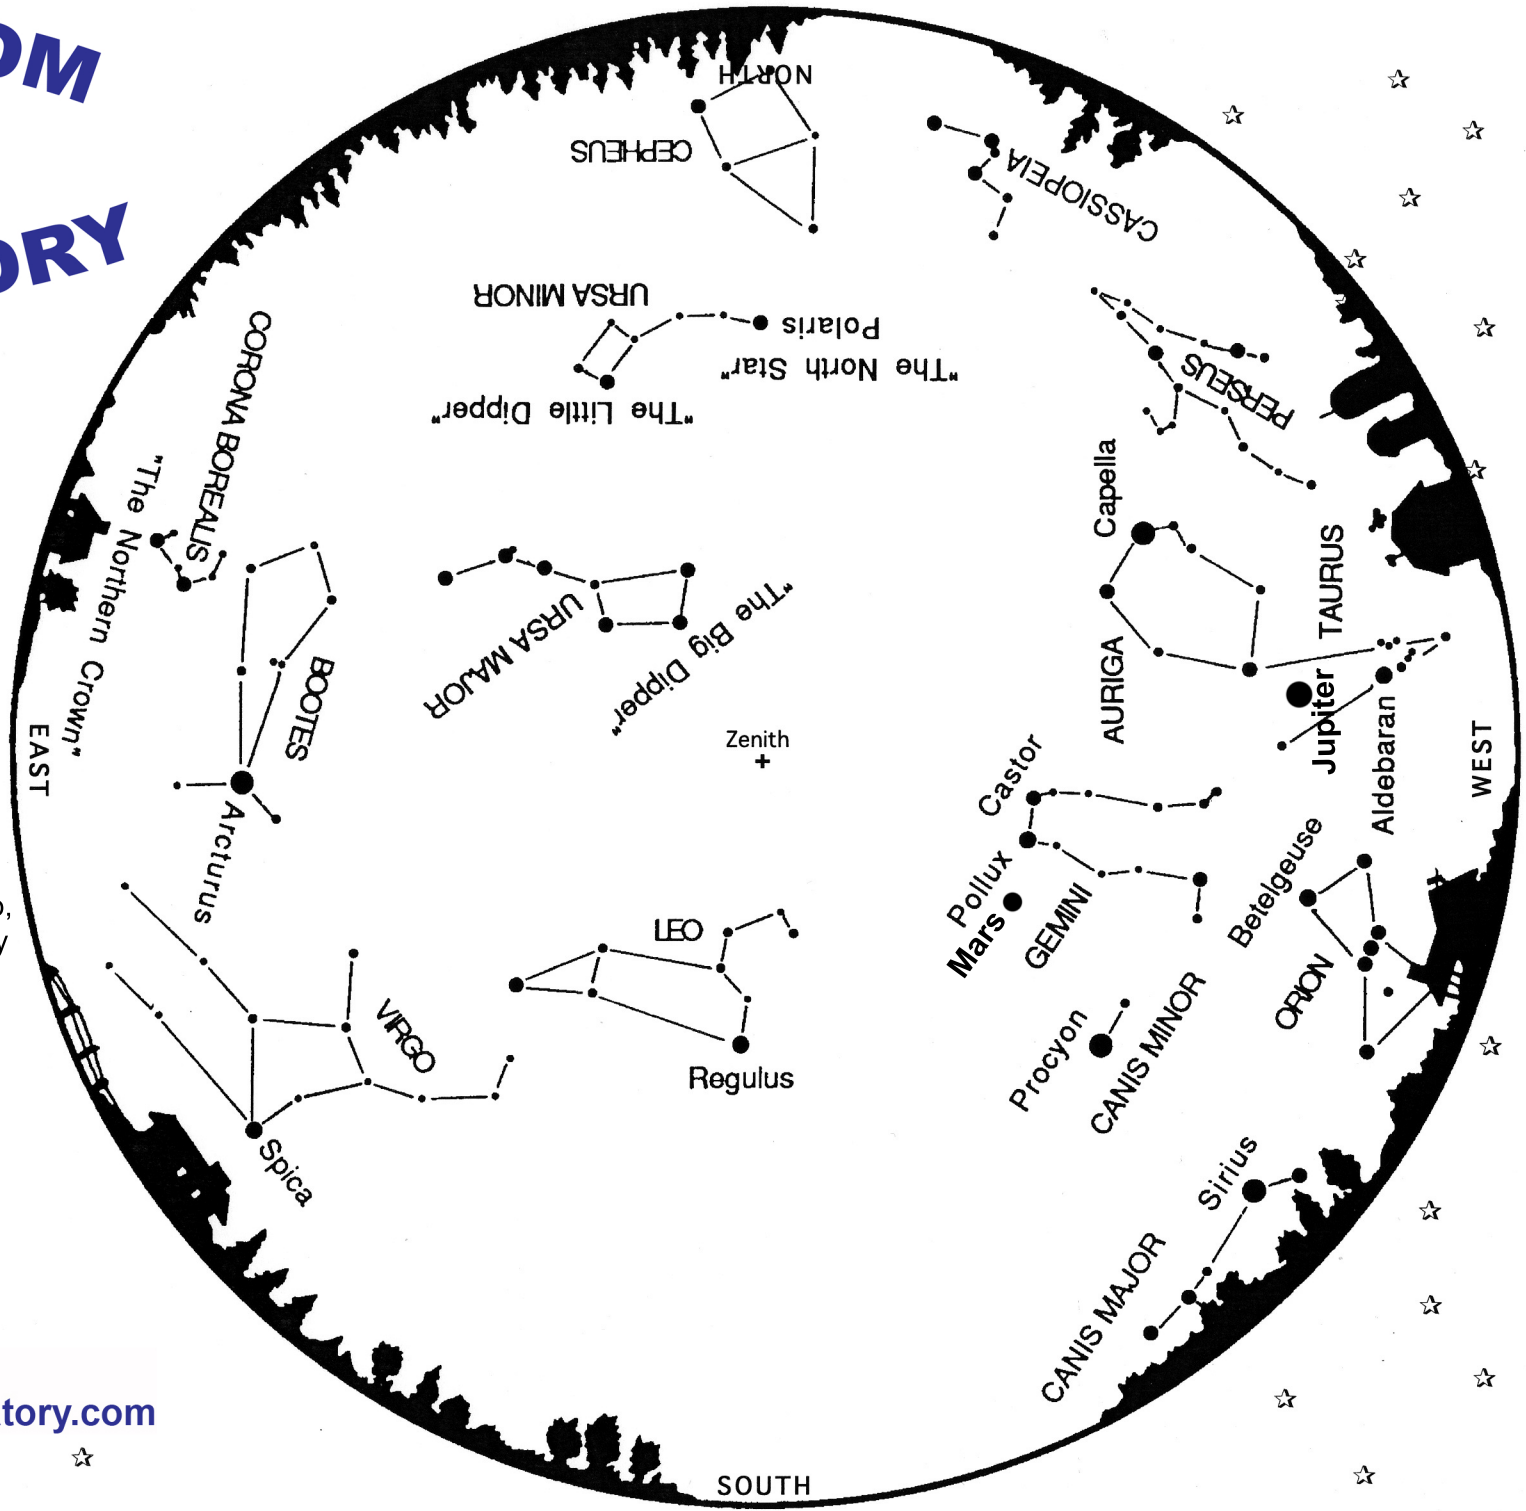 OM
ORY
NORTH
CEPHEUS
CASSIOPEIA
URSA MINOR
Polaris
"The North Star"
"The Little Dipper"
PERSEUS
CORONA BOREALIS
"The Northern Crown"
Capella
TAURUS
URSA MAJOR
"The Big Dipper"
BOOTES
AURIGA
Jupiter
EAST
Zenith
WEST
Aldebaran
Castor
Arcturus
Pollux
Mars
GEMINI
Betelgeuse
LEO
ORION
VIRGO
Procyon
CANIS MINOR
Regulus
Spica
Sirius
CANIS MAJOR
tory.com
SOUTH